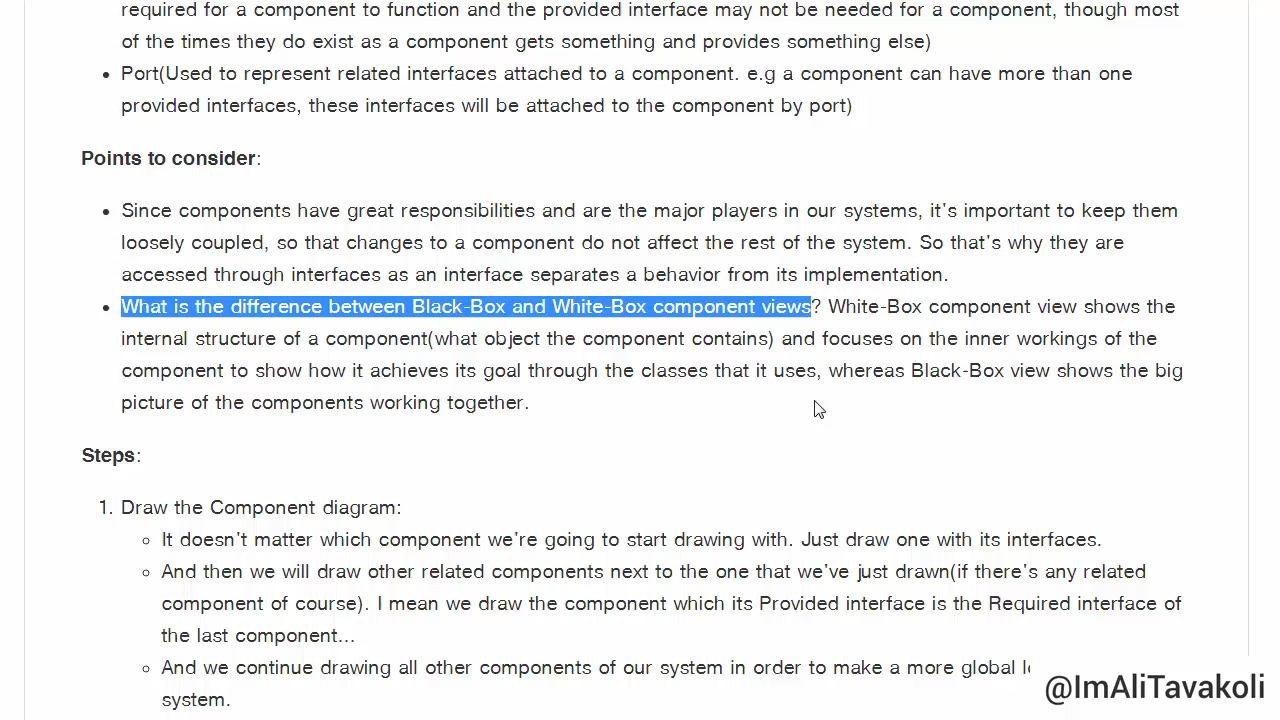 required for a component to function and the provided interface may not be needed for a component, though most
of the times they do exist as a component gets something and provides something else)
• Port(Used to represent related interfaces attached to a component. e.g a component can have more than one
provided interfaces, these interfaces will be attached to the component by port)
Points to consider:
• Since components have great responsibilities and are the major players in our systems, it's important to keep them
loosely coupled, so that changes to a component do not affect the rest of the system. So that's why they are
accessed through interfaces as an interface separates a behavior from its implementation.
• What is the difference between Black-Box and White-Box component views? White-Box component view shows the
internal structure of a component(what object the component contains) and focuses on the inner workings of the
component to show how it achieves its goal through the classes that it uses, whereas Black-Box view shows the big
picture of the components working together.
Steps:
1. Draw the Component diagram:
◦ It doesn't matter which component we're going to start drawing with. Just draw one with its interfaces.
◦ And then we will draw other related components next to the one that we've just drawn(if there's any related
component of course). I mean we draw the component which its Provided interface is the Required interface of
the last component...
◦ And we continue drawing all other components of our system in order to make a more global
system.
@ImAliTavakoli